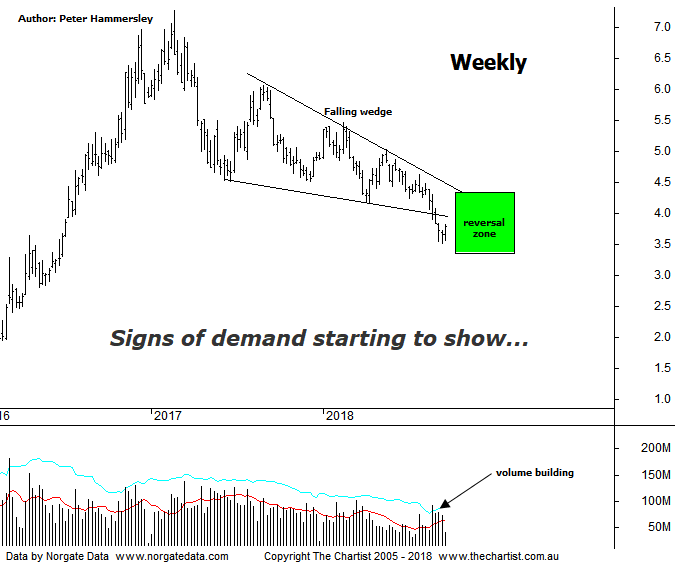 Author: Peter Hammersley
Weekly
Falling wedge
reversal
zone
Signs of demand starting to show...
7.0
6.5
6.0
5.5
5.0
4.5
4.0
3.5
3.0
2.5
2.0
1.5
1.0
16
2017
2018
200M
150M
100M
50M
volume building
Data by Norgate Data www.norgatedata.com
Copyright The Chartist 2005 - 2018 www.thechartist.com.au